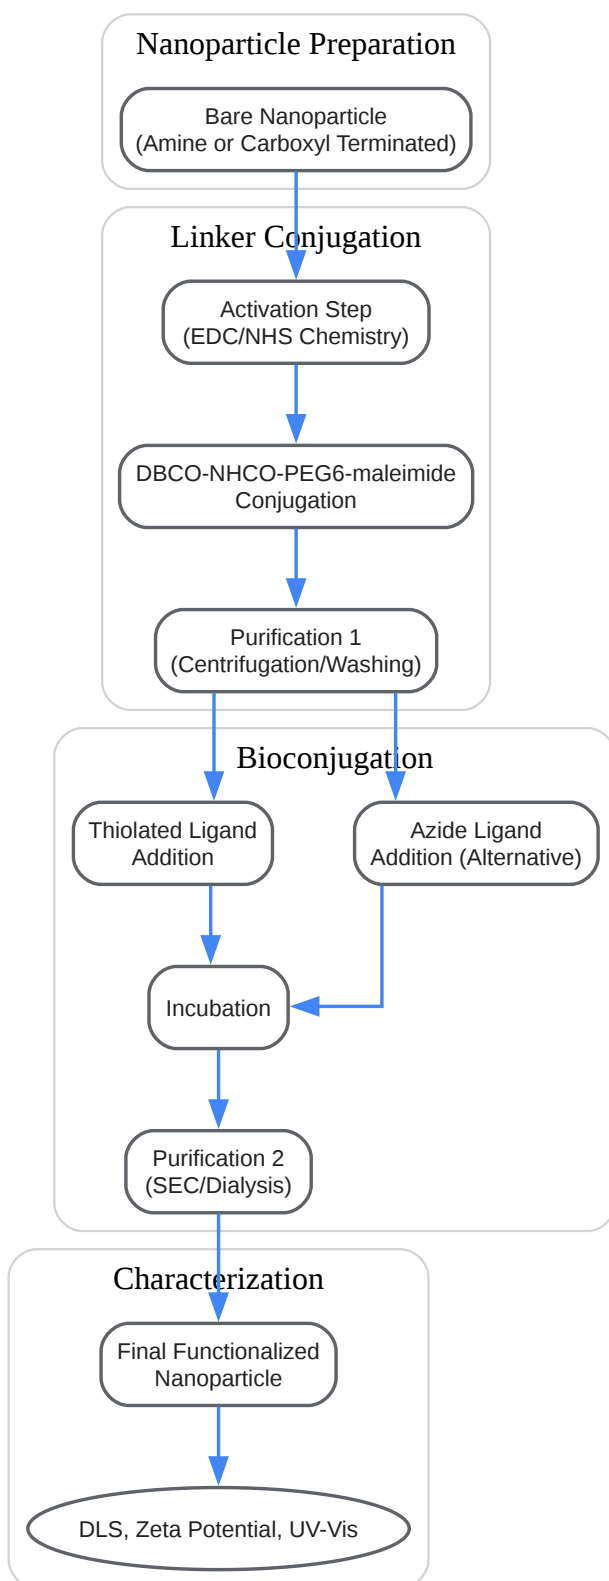 Nanoparticle Preparation
Bare Nanoparticle
(Amine or Carboxyl Terminated)
Linker Conjugation
Activation Step
(EDC/NHS Chemistry)
DBCO-NHCO-PEG6-maleimide
Conjugation
Purification 1
(Centrifugation/Washing)
Bioconjugation
Thiolated Ligand
Addition
Azide Ligand
Addition (Alternative)
Incubation
Purification 2
(SEC/Dialysis)
Characterization
Final Functionalized
Nanoparticle
DLS, Zeta Potential, UV-Vis